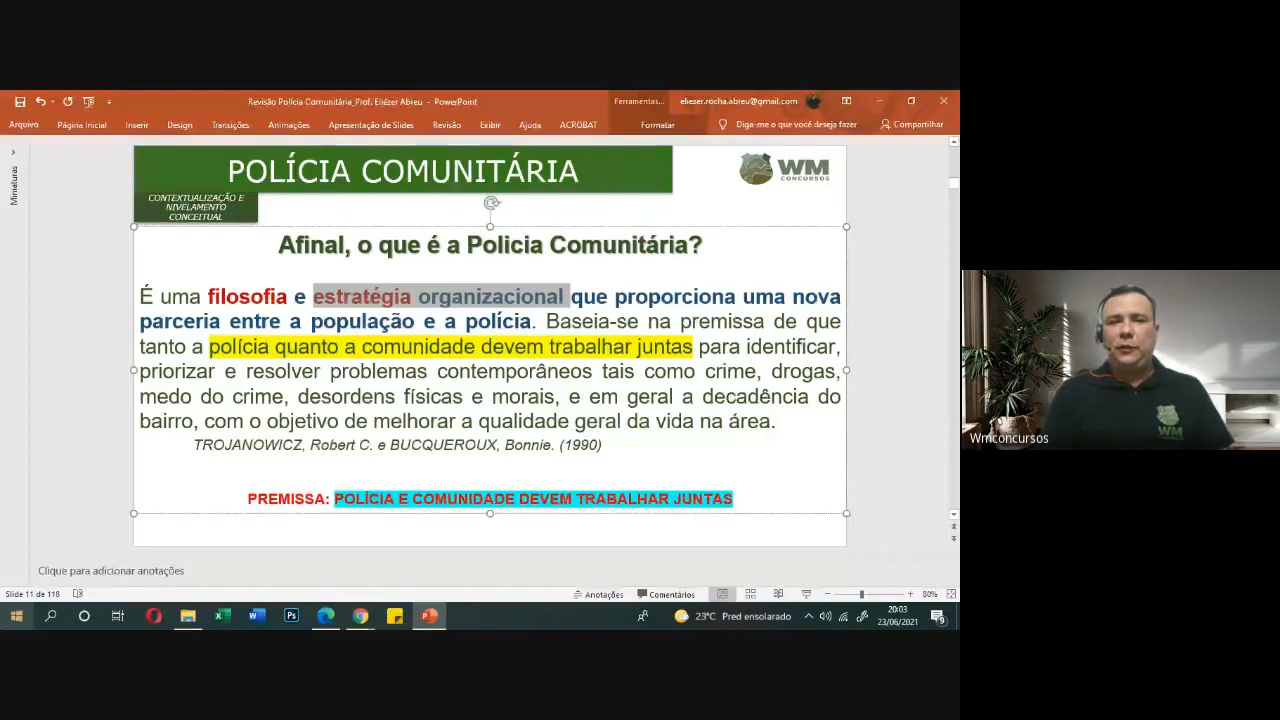 Revisão Polícia Comunitária_Prof. Eliézer Abreu - PowerPoint
Ferramentas...
eliezer.rocha.abreu@gmail.com
Arquivo
Página Inicial
Inserir
Design
Transições
Animações
Apresentação de Slides
Revisão
Exibir
Ajuda
ACROBAT
Formatar
Diga-me o que você deseja fazer
Compartilhar
Miniaturas
POLÍCIA COMUNITÁRIA
WM
CONCURSOS
CONTEXTUALIZAÇÃO E
NIVELAMENTO
CONCEITUAL
Afinal, o que é a Policia Comunitária?
É uma filosofia e estratégia organizacional que proporciona uma nova
parceria entre a população e a polícia. Baseia-se na premissa de que
tanto a polícia quanto a comunidade devem trabalhar juntas para identificar,
priorizar e resolver problemas contemporâneos tais como crime, drogas,
medo do crime, desordens físicas e morais, e em geral a decadência do
bairro, com o objetivo de melhorar a qualidade geral da vida na área.
TROJANOWICZ, Robert C. e BUCQUEROUX, Bonnie. (1990)
PREMISSA: POLÍCIA E COMUNIDADE DEVEM TRABALHAR JUNTAS
Clique para adicionar anotações
Slide 11 de 118
Anotações
Comentários
80%
Ps
23°C Pred ensolarado
20:03
23/06/2021
9
WM
Wmconcursos